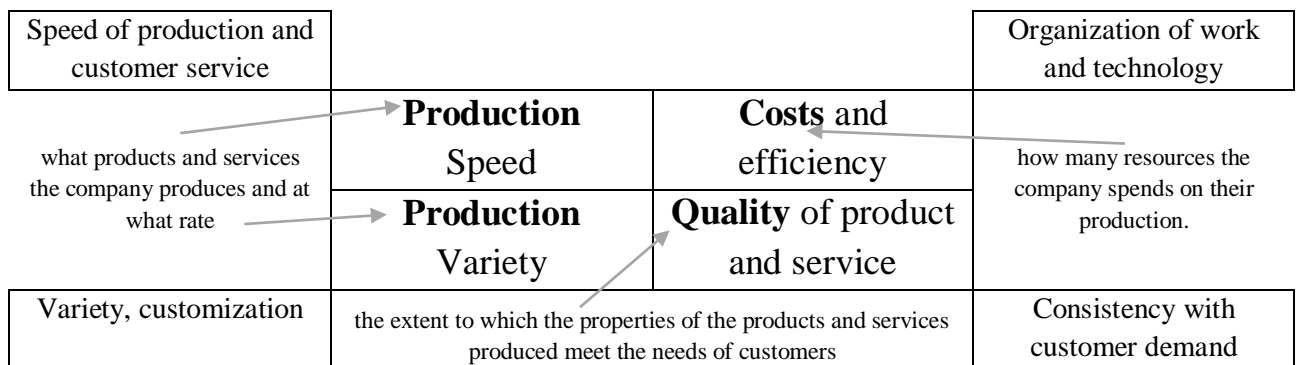 Speed of production and
customer service
Organization of work
and technology
Production
Speed
Costs and
efficiency
what products and services
the company produces and at
what rate
how many resources the
company spends on their
production.
Production
Variety
Quality of product
and service
Variety, customization
the extent to which the properties of the products and services
produced meet the needs of customers
Consistency with
customer demand